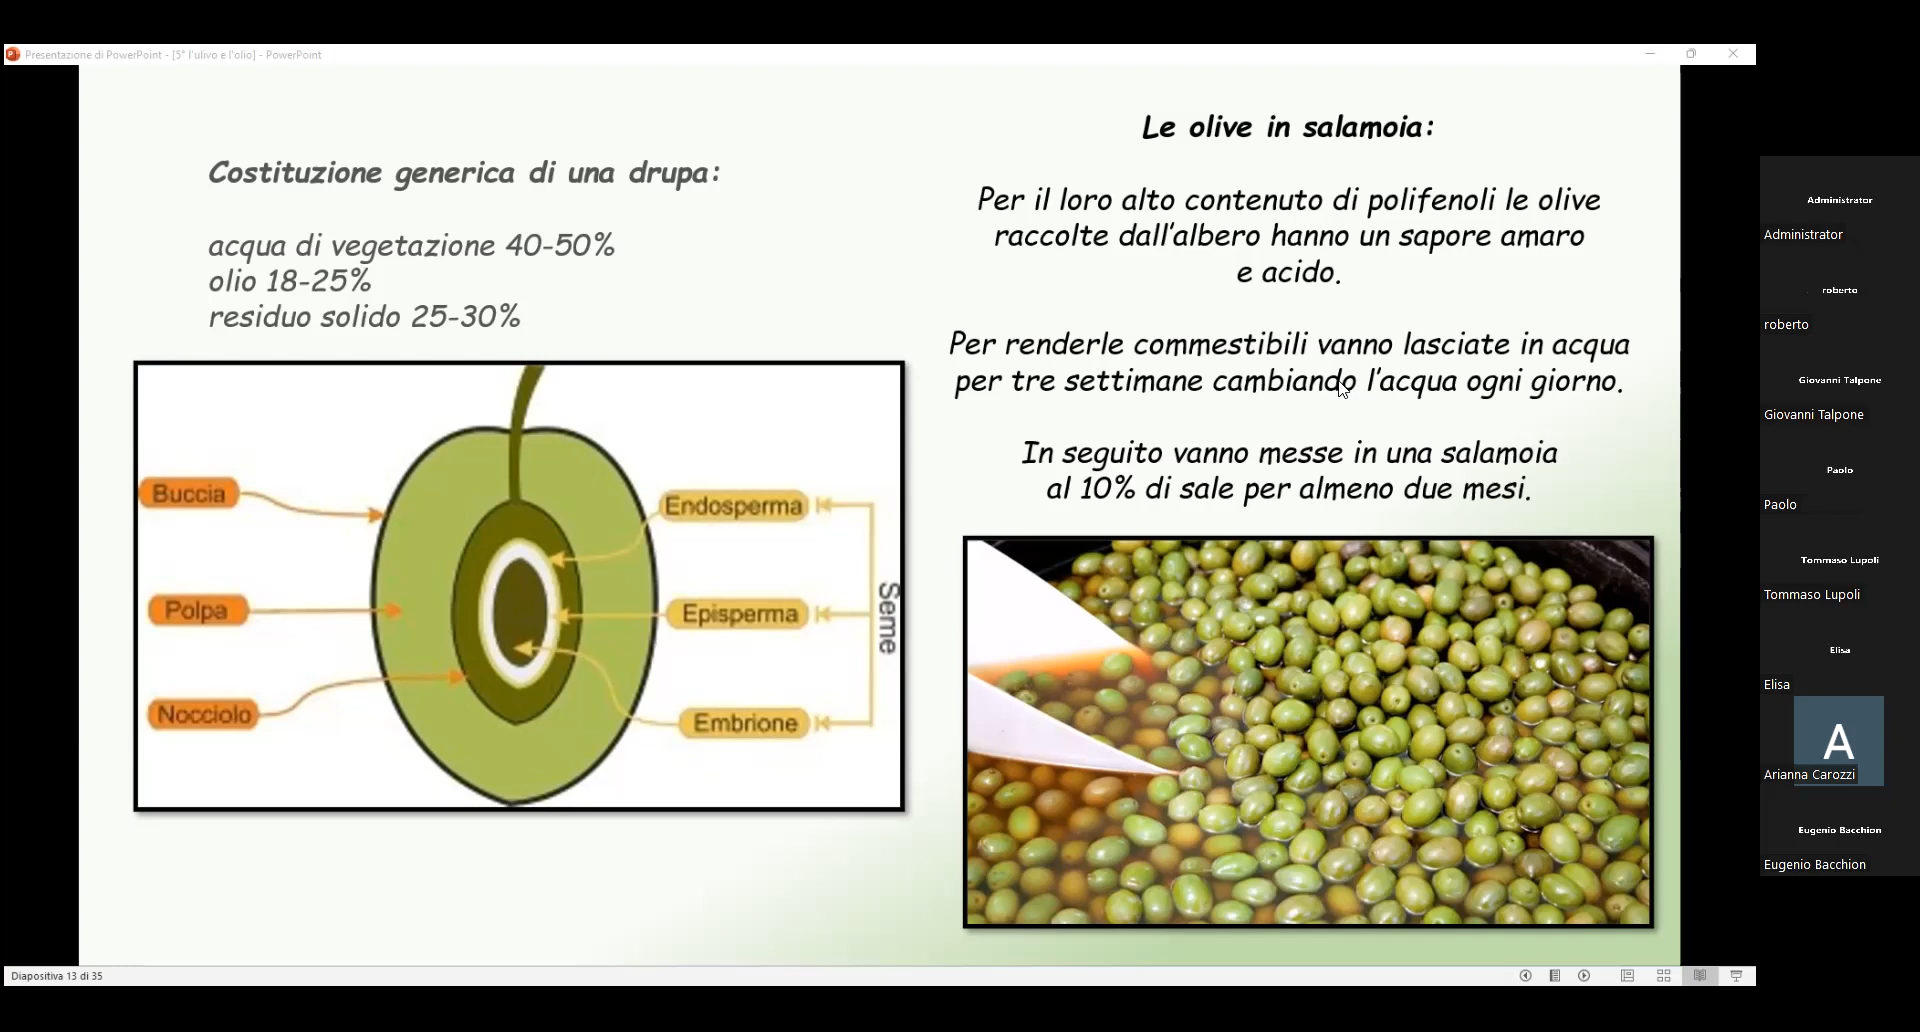 Presentazione di PowerPoint - [5° l'ulivo e l'olio] - PowerPoint
Costituzione generica di una drupa:
acqua di vegetazione 40-50%
olio 18-25%
residuo solido 25-30%
Buccia
Polpa
Nocciolo
Endosperma
Episperma
Embrione
Seme
Le olive in salamoia:
Per il loro alto contenuto di polifenoli le olive
raccolte dall'albero hanno un sapore amaro
e acido.
Per renderle commestibili vanno lasciate in acqua
per tre settimane cambiando l'acqua ogni giorno.
In seguito vanno messe in una salamoia
al 10% di sale per almeno due mesi.
Diapositiva 13 di 35
Administrator
Administrator
roberto
roberto
Giovanni Talpone
Giovanni Talpone
Paolo
Paolo
Tommaso Lupoli
Tommaso Lupoli
Elisa
Elisa
A
Arianna Carozzi
Eugenio Bacchion
Eugenio Bacchion